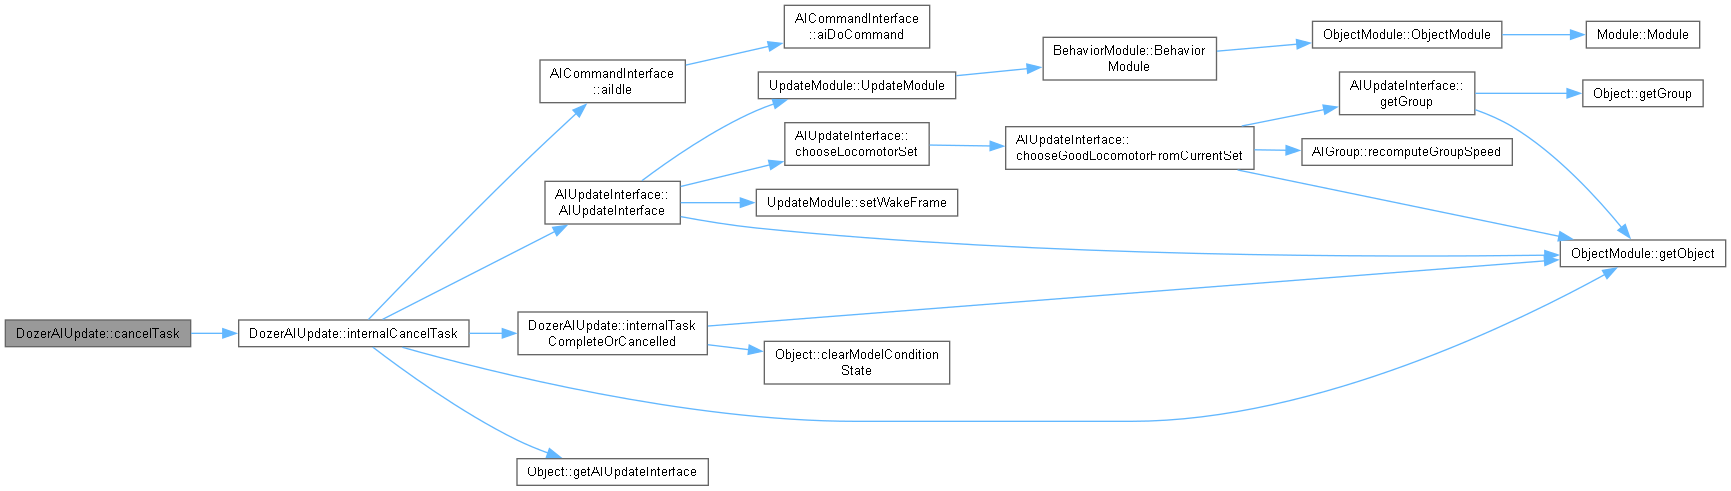 AICommandInterface
::aiDoCommand
ObjectModule::ObjectModule
Module::Module
BehaviorModule::Behavior
Module
AICommandInterface
::aiIdle
UpdateModule::UpdateModule
AIUpdateInterface::
getGroup
Object::getGroup
AIUpdateInterface::
chooseLocomotorSet
AIUpdateInterface::
chooseGoodLocomotorFromCurrentSet
AIGroup::recomputeGroupSpeed
AIUpdateInterface::
AIUpdateInterface
UpdateModule::setWakeFrame
ObjectModule::getObject
DozerAIUpdate::cancelTask
DozerAIUpdate::internalCancelTask
DozerAIUpdate::internalTask
CompleteOrCancelled
Object::clearModelCondition
State
Object::getAIUpdateInterface